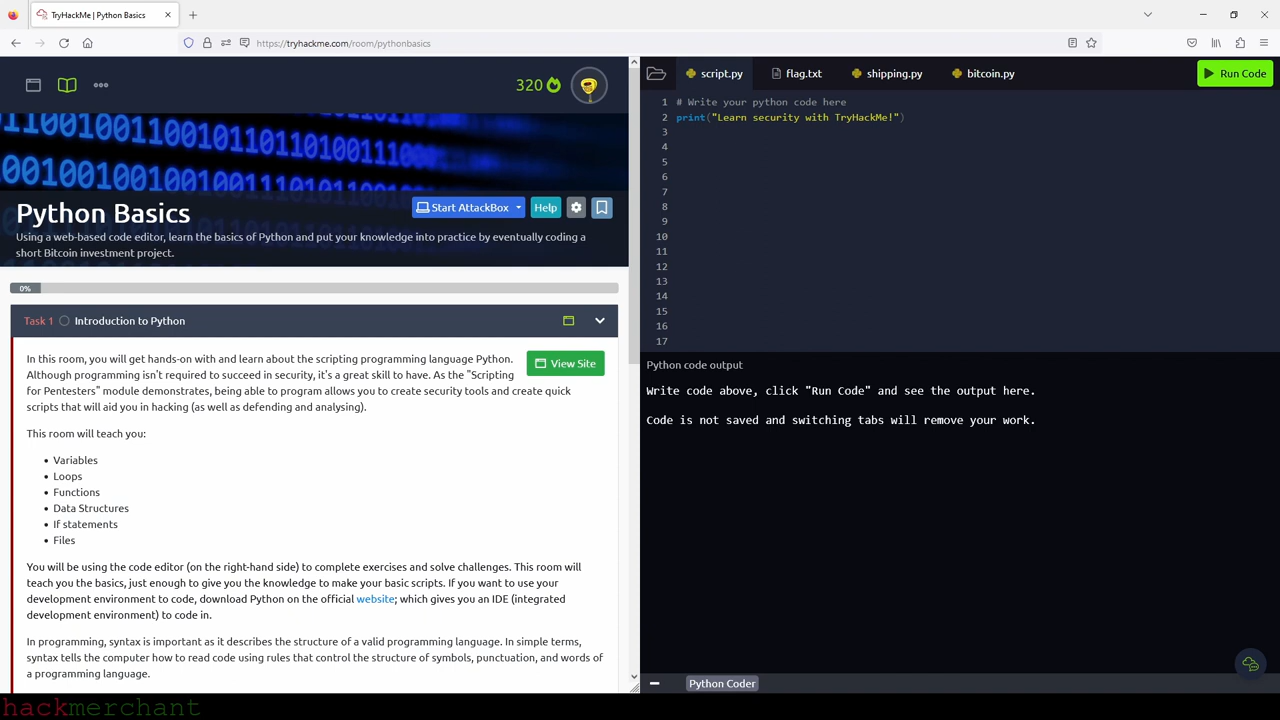 TryHackMe | Python Basics
https://tryhackme.com/room/pythonbasics
320
script.py
flag.txt
shipping.py
bitcoin.py
Run Code
Python Basics
Start AttackBox
Help
Using a web-based code editor, learn the basics of Python and put your knowledge into practice by eventually coding a
short Bitcoin investment project.
0%
Task 1
Introduction to Python
In this room, you will get hands-on with and learn about the scripting programming language Python.
View Site
Although programming isn't required to succeed in security, it's a great skill to have. As the "Scripting
for Pentesters" module demonstrates, being able to program allows you to create security tools and create quick
scripts that will aid you in hacking (as well as defending and analysing).
This room will teach you:
• Variables
• Loops
• Functions
• Data Structures
• If statements
• Files
You will be using the code editor (on the right-hand side) to complete exercises and solve challenges. This room will
teach you the basics, just enough to give you the knowledge to make your basic scripts. If you want to use your
development environment to code, download Python on the official website; which gives you an IDE (integrated
development environment) to code in.
In programming, syntax is important as it describes the structure of a valid programming language. In simple terms,
syntax tells the computer how to read code using rules that control the structure of symbols, punctuation, and words of
a programming language.
1 # Write your python code here
2 print("Learn security with TryHackMe!")
3
4
5
6
7
8
9
10
11
12
13
14
15
16
17
Python code output
Write code above, click "Run Code" and see the output here.
Code is not saved and switching tabs will remove your work.
Python Coder
hackmerchant